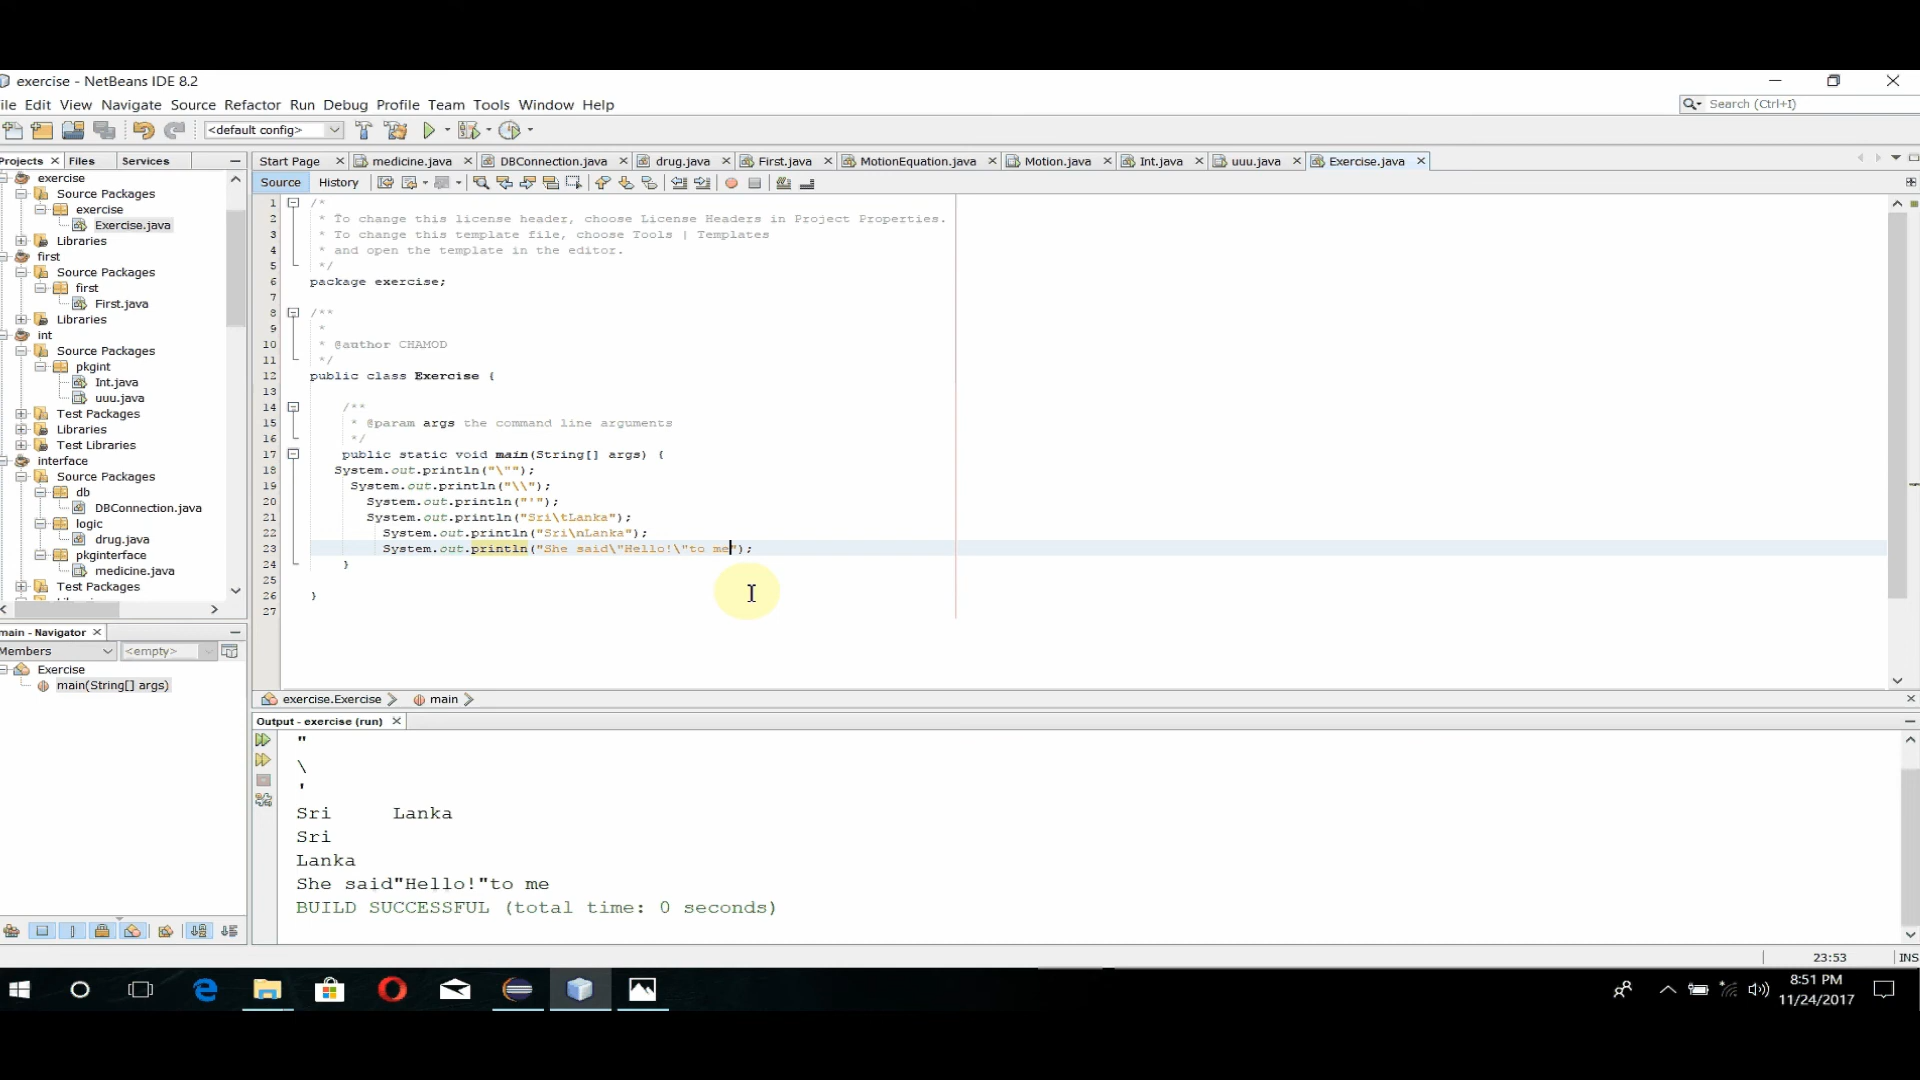 exercise - NetBeans IDE 8.2
ile Edit View Navigate Source Refactor Run Debug Profile Team Tools Window Help
Search (Ctrl+I)
<default config>
Projects Files Services
Start Page medicine.java DBConnection.java drug.java First.java MotionEquation.java Motion.java Int.java uuu.java Exercise.java
Source History
exercise
Source Packages
exercise
Exercise.java
Libraries
first
Source Packages
first
First.java
Libraries
int
Source Packages
pkgint
Int.java
uuu.java
Test Packages
Libraries
Test Libraries
interface
Source Packages
db
DBConnection.java
logic
drug.java
pkginterface
medicine.java
Test Packages
1 /*
2 * To change this license header, choose License Headers in Project Properties.
3 * To change this template file, choose Tools | Templates
4 * and open the template in the editor.
5 */
6 package exercise;
7
8 /**
9 *
10 * @author CHAMOD
11 */
12 public class Exercise {
13
14 /**
15 * @param args the command line arguments
16 */
17 public static void main(String[] args) {
18 System.out.println("\"");
19 System.out.println("\\");
20 System.out.println("'");
21 System.out.println("Sri\tLanka");
22 System.out.println("Sri\nLanka");
23 System.out.println("She said\"Hello!\"to me");
24 }
25
26 }
27
main - Navigator
Members <empty>
Exercise
main(String[] args)
exercise.Exercise main
Output - exercise (run)
"
\
'
Sri Lanka
Sri
Lanka
She said"Hello!"to me
BUILD SUCCESSFUL (total time: 0 seconds)
23:53 INS
8:51 PM
11/24/2017